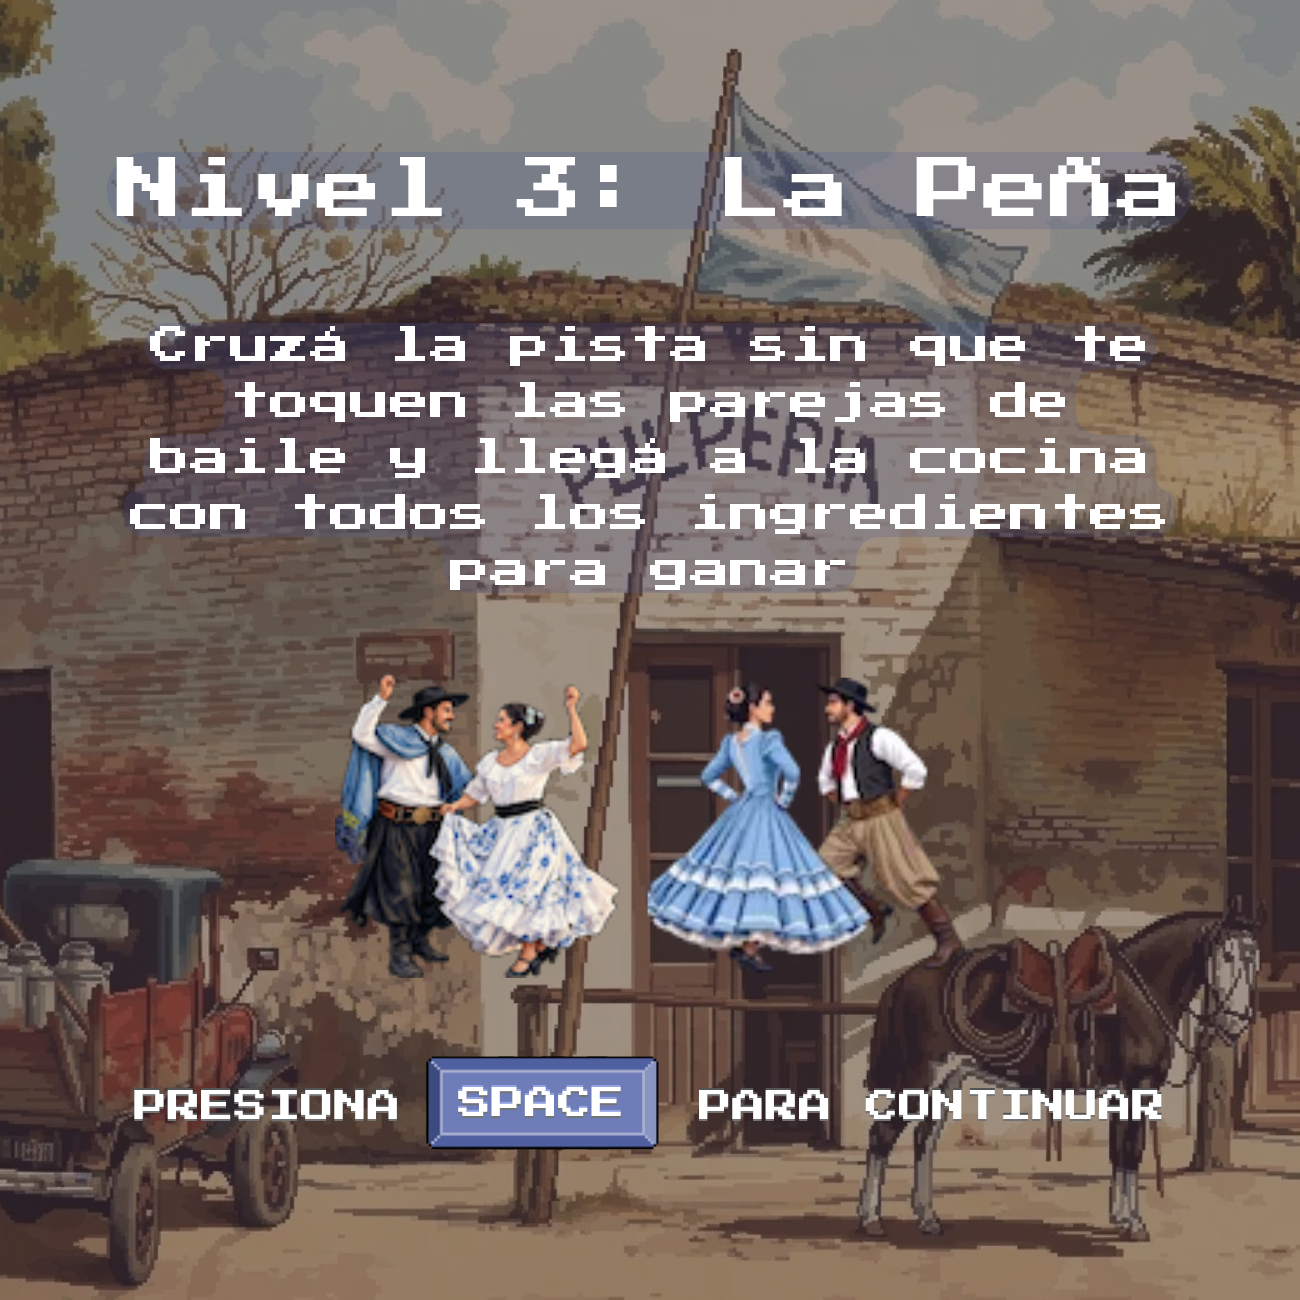 Nivel 3: La Peña
Cruzá la pista sin que te
toquen las parejas de
baile y llegá a la cocina
con todos los ingredientes
para ganar
PULPERIA
PRESIONA SPACE PARA CONTINUAR